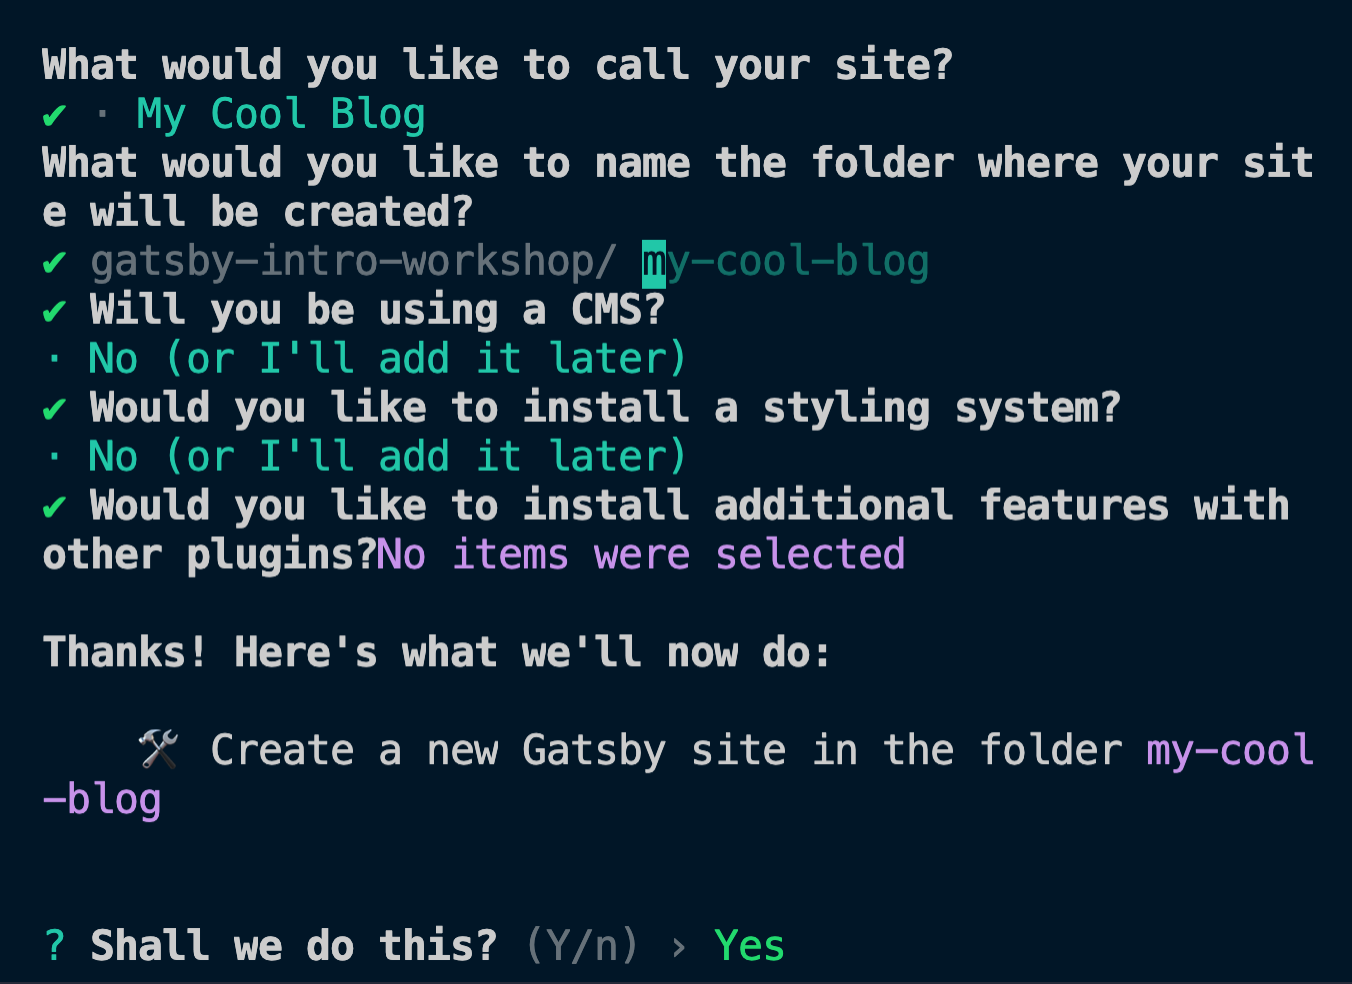 What would you like to call your site?
✔ · My Cool Blog
What would you like to name the folder where your sit
e will be created?
✔ gatsby-intro-workshop/ my-cool-blog
✔ Will you be using a CMS?
· No (or I'll add it later)
✔ Would you like to install a styling system?
· No (or I'll add it later)
✔ Would you like to install additional features with
other plugins?No items were selected
Thanks! Here's what we'll now do:
🛠 Create a new Gatsby site in the folder my-cool
-blog
? Shall we do this? (Y/n) › Yes